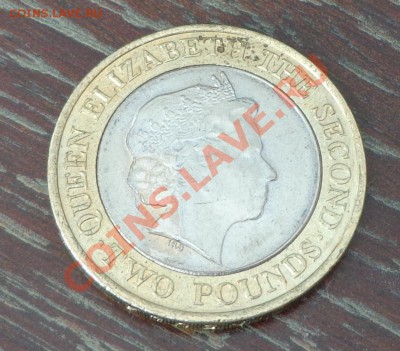 COINS.LAVE.RU
QUEEN ELIZABETH THE SECOND
TWO POUNDS
COINS.LAVE.RU